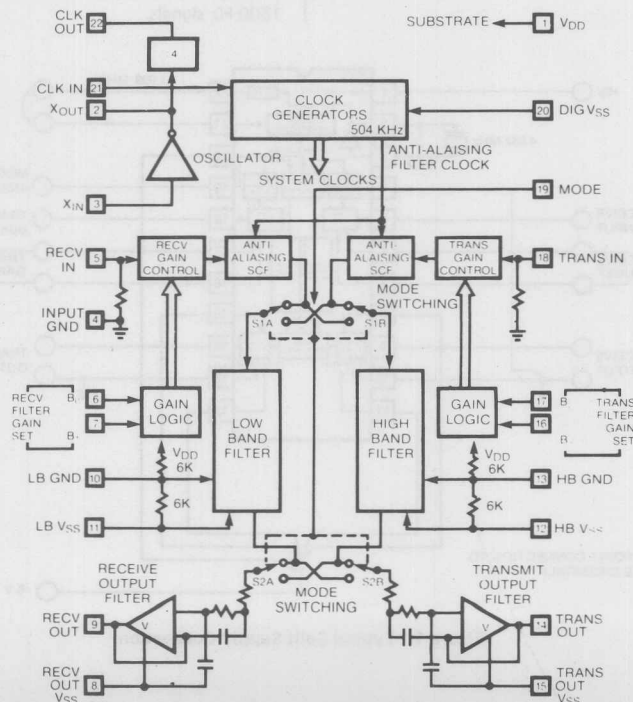 CLK OUT 22
4
SUBSTRATE 1 VDD
CLK IN 21
XOUT 2
CLOCK GENERATORS
504 KHz
20 DIG VSS
OSCILLATOR
ANTI-ALAISING FILTER CLOCK
SYSTEM CLOCKS
XIN 3
19 MODE
RECV IN 5
RECV GAIN CONTROL
ANTI-ALIASING SCF
ANTI-ALAISING SCF
TRANS GAIN CONTROL
18 TRANS IN
MODE SWITCHING
INPUT GND 4
S1A
S1B
RECV FILTER GAIN SET
6
7
GAIN LOGIC
LOW BAND FILTER
HIGH BAND FILTER
GAIN LOGIC
17
16
TRANS FILTER GAIN SET
VDD
6K
VDD
6K
LB GND 10
13 HB GND
6K
6K
LB VSS 11
12 HB VSS
RECEIVE OUTPUT FILTER
S2A
MODE SWITCHING
S2B
TRANSMIT OUTPUT FILTER
RECV OUT 9
V
V
14 TRANS OUT
RECV OUT VSS 8
15 TRANS OUT VSS